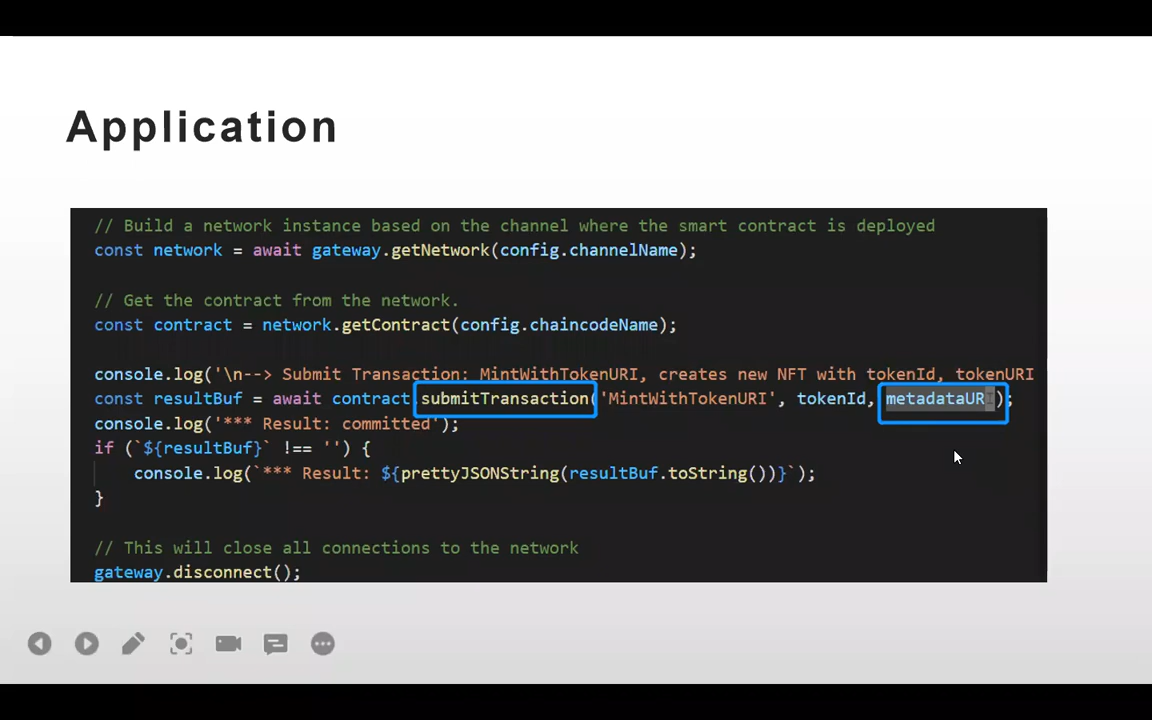 Application
// Build a network instance based on the channel where the smart contract is deployed
const network = await gateway.getNetwork(config.channelName);
// Get the contract from the network.
const contract = network.getContract(config.chaincodeName);
console.log('\n--> Submit Transaction: MintWithTokenURI, creates new NFT with tokenId, tokenURI
const resultBuf = await contract.submitTransaction('MintWithTokenURI', tokenId, metadataURI);
console.log('*** Result: committed');
if (`${resultBuf}` !== '') {
console.log(`*** Result: ${prettyJSONString(resultBuf.toString())}`);
}
// This will close all connections to the network
gateway.disconnect();